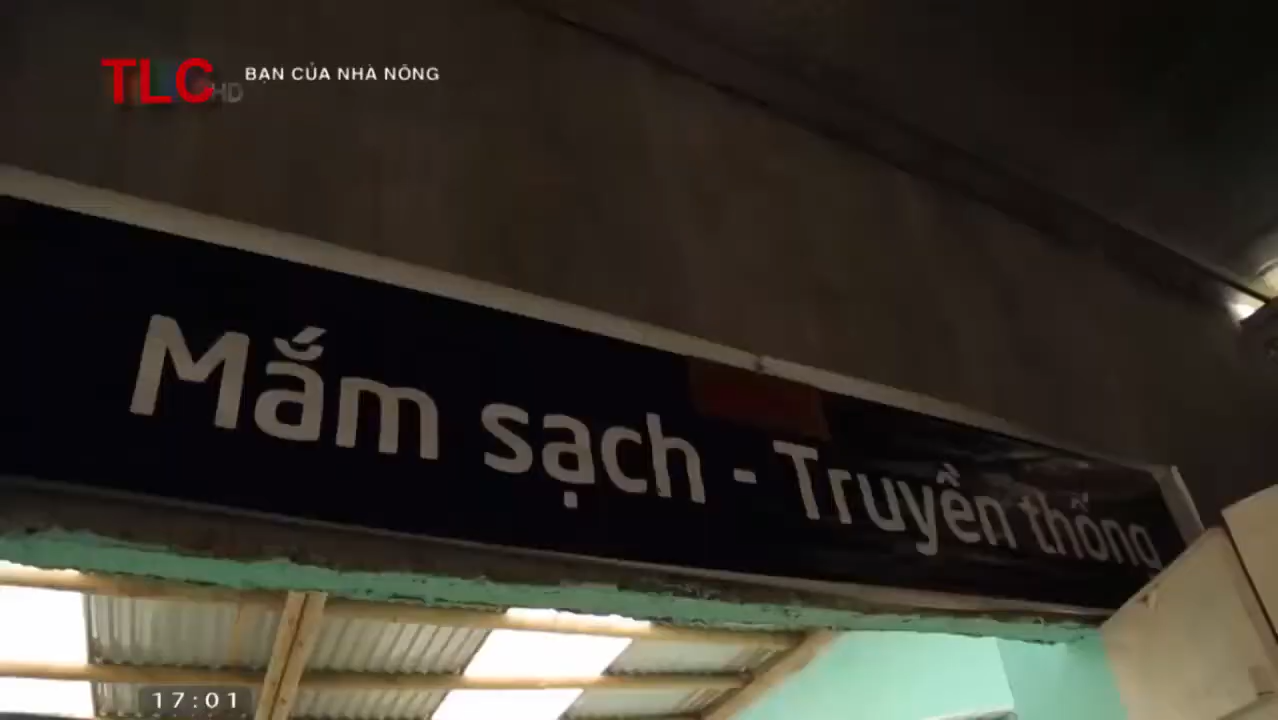 TLC HD BẠN CỦA NHÀ NÔNG
Mắm sạch - Truyền thống
17:01